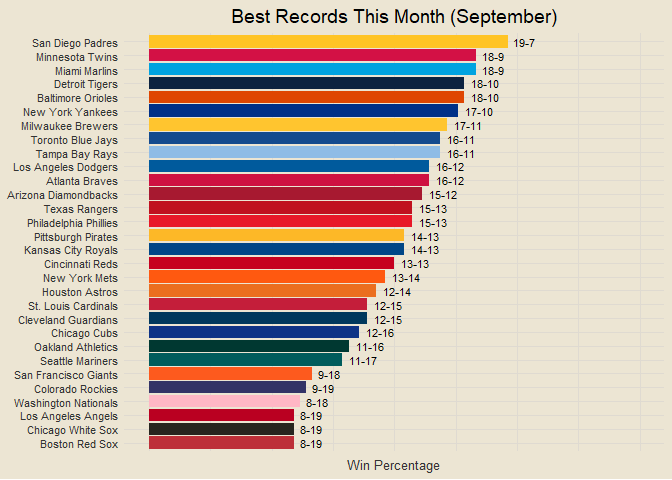 Best Records This Month (September)
San Diego Padres 19-7
Minnesota Twins 18-9
Miami Marlins 18-9
Detroit Tigers 18-10
Baltimore Orioles 18-10
New York Yankees 17-10
Milwaukee Brewers 17-11
Toronto Blue Jays 16-11
Tampa Bay Rays 16-11
Los Angeles Dodgers 16-12
Atlanta Braves 16-12
Arizona Diamondbacks 15-12
Texas Rangers 15-13
Philadelphia Phillies 15-13
Pittsburgh Pirates 14-13
Kansas City Royals 14-13
Cincinnati Reds 13-13
New York Mets 13-14
Houston Astros 12-14
St. Louis Cardinals 12-15
Cleveland Guardians 12-15
Chicago Cubs 12-16
Oakland Athletics 11-16
Seattle Mariners 11-17
San Francisco Giants 9-18
Colorado Rockies 9-19
Washington Nationals 8-18
Los Angeles Angels 8-19
Chicago White Sox 8-19
Boston Red Sox 8-19
Win Percentage